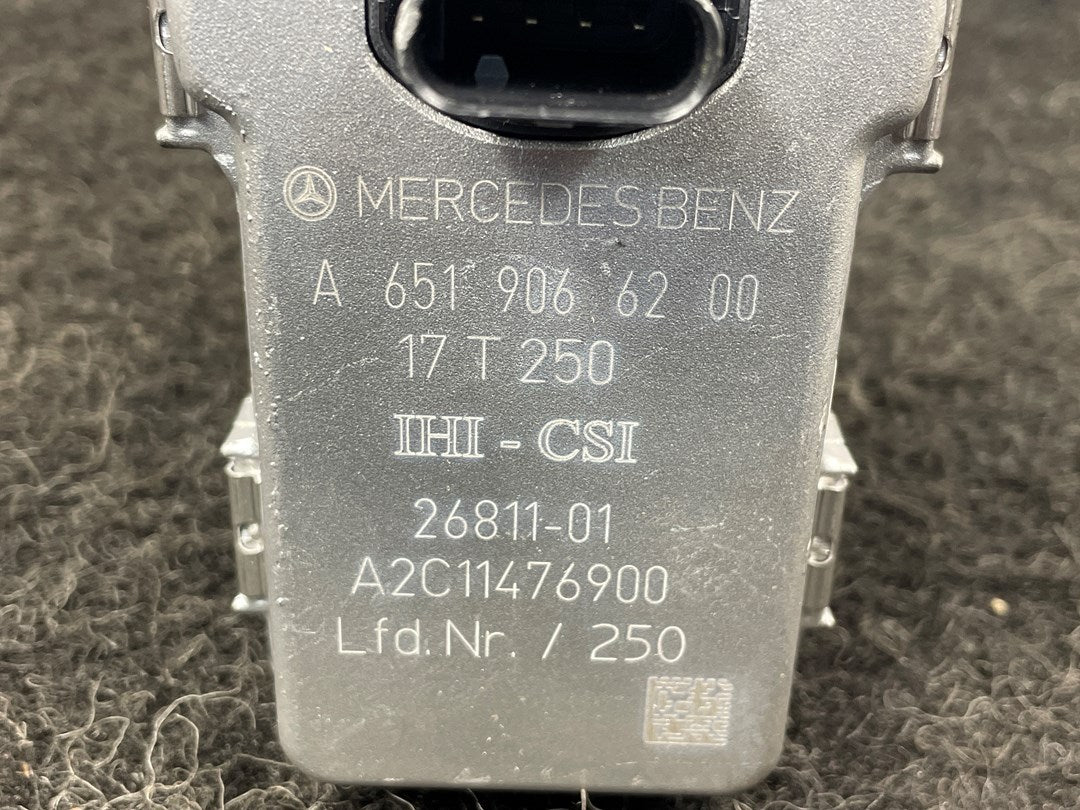 MERCEDES BENZ
A 651 906 62 00
17 T 250
IHI - CSI
26811-01
A2C11476900
Lfd.Nr. / 250